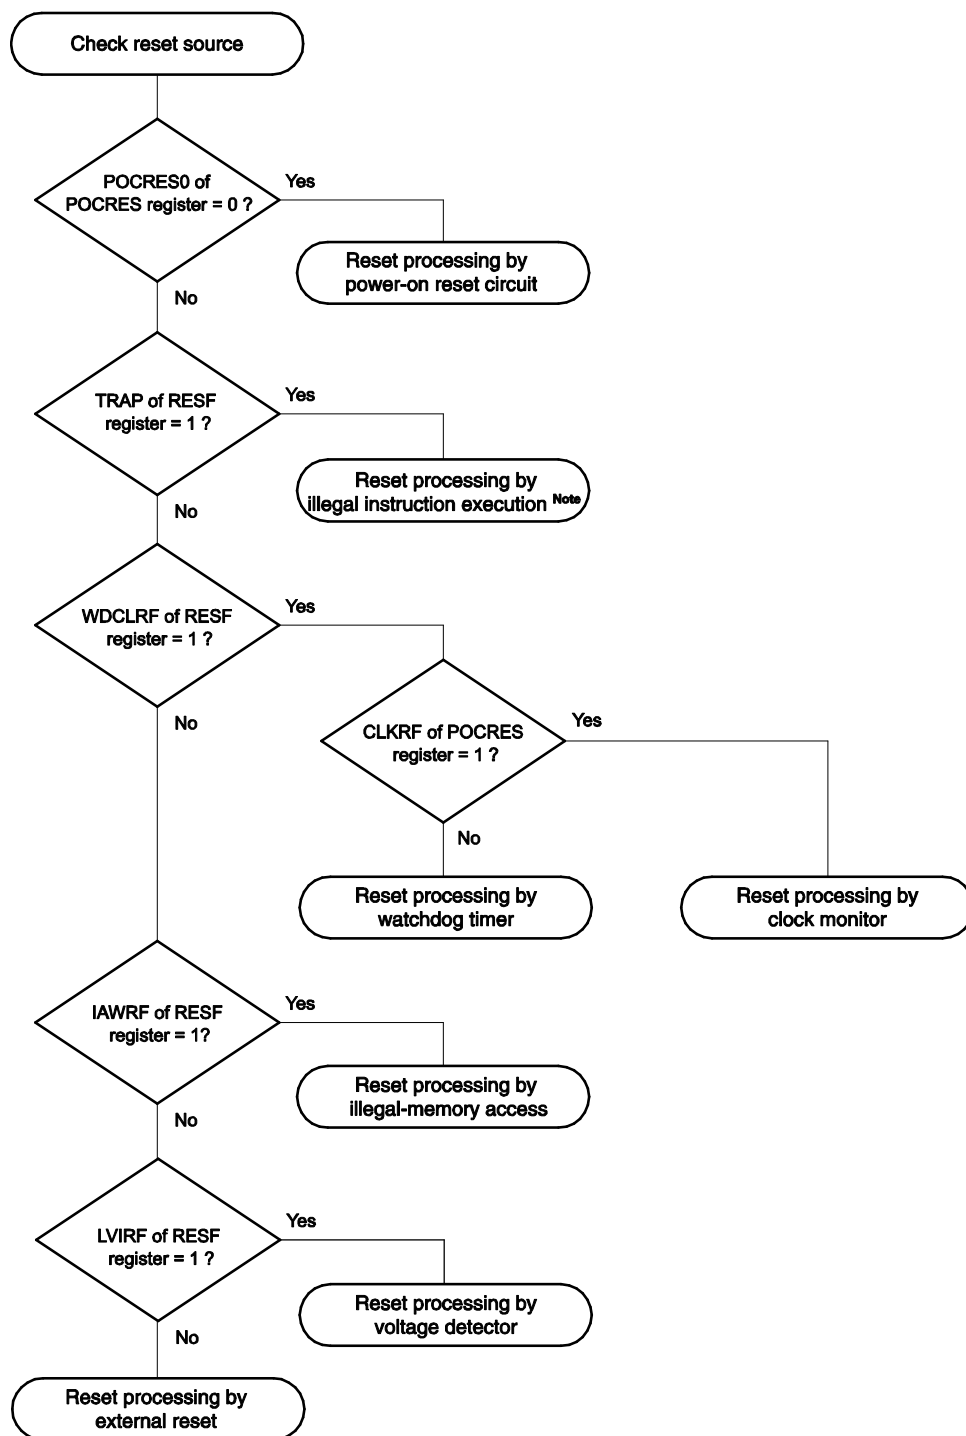 Check reset source
POCRES0 of
POCRES register = 0 ?
Yes
Reset processing by
power-on reset circuit
No
TRAP of RESF
register = 1 ?
Yes
Reset processing by
illegal instruction execution Note
No
WDCLRF of RESF
register = 1 ?
Yes
No
CLKRF of POCRES
register = 1 ?
Yes
No
Reset processing by
watchdog timer
Reset processing by
clock monitor
IAWRF of RESF
register = 1?
Yes
Reset processing by
illegal-memory access
No
LVIRF of RESF
register = 1 ?
Yes
Reset processing by
voltage detector
No
Reset processing by
external reset